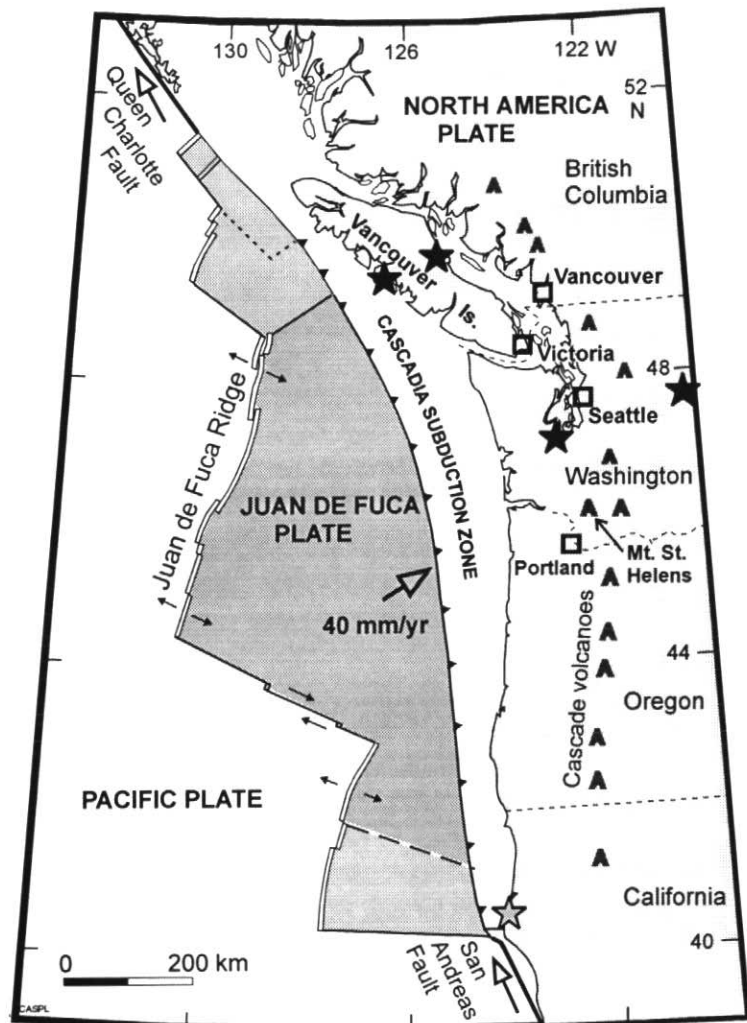 130
126
122 W
52
N
Queen
Charlotte
Fault
NORTH AMERICA
PLATE
British
Columbia
Vancouver
Is.
Vancouver
Victoria
48
Seattle
CASCADIA SUBDUCTION ZONE
Juan de Fuca Ridge
Washington
JUAN DE FUCA
PLATE
Portland
Mt. St.
Helens
40 mm/yr
44
Cascade volcanoes
Oregon
PACIFIC PLATE
California
40
0
200 km
San
Andreas
Fault
CASPL